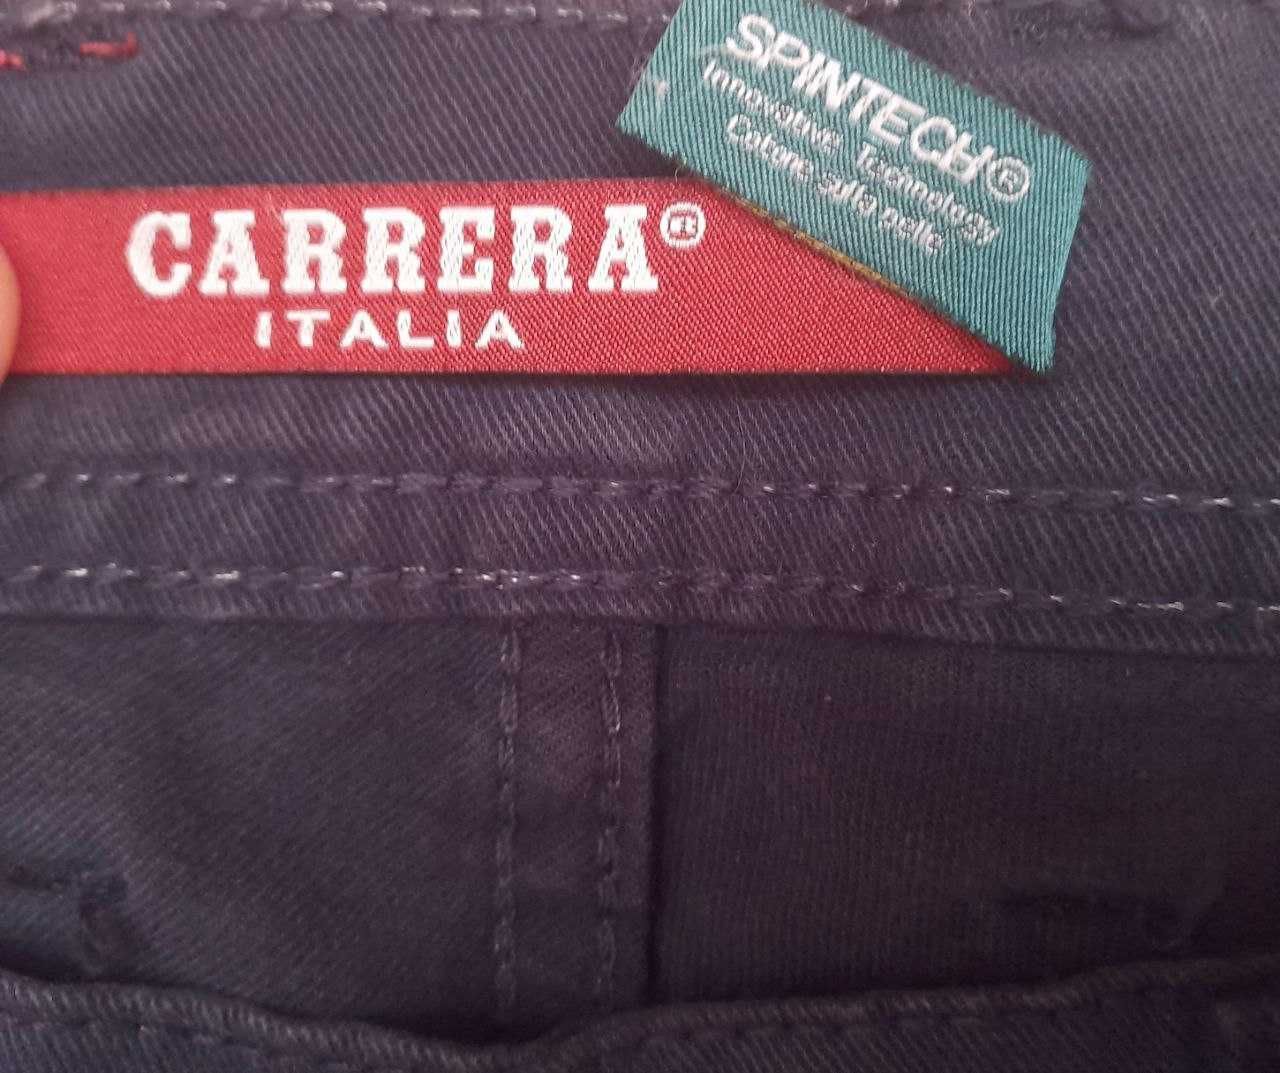 SPINTECH®
Innovative Technology
Cotone sulla pelle
CARRERA®
ITALIA